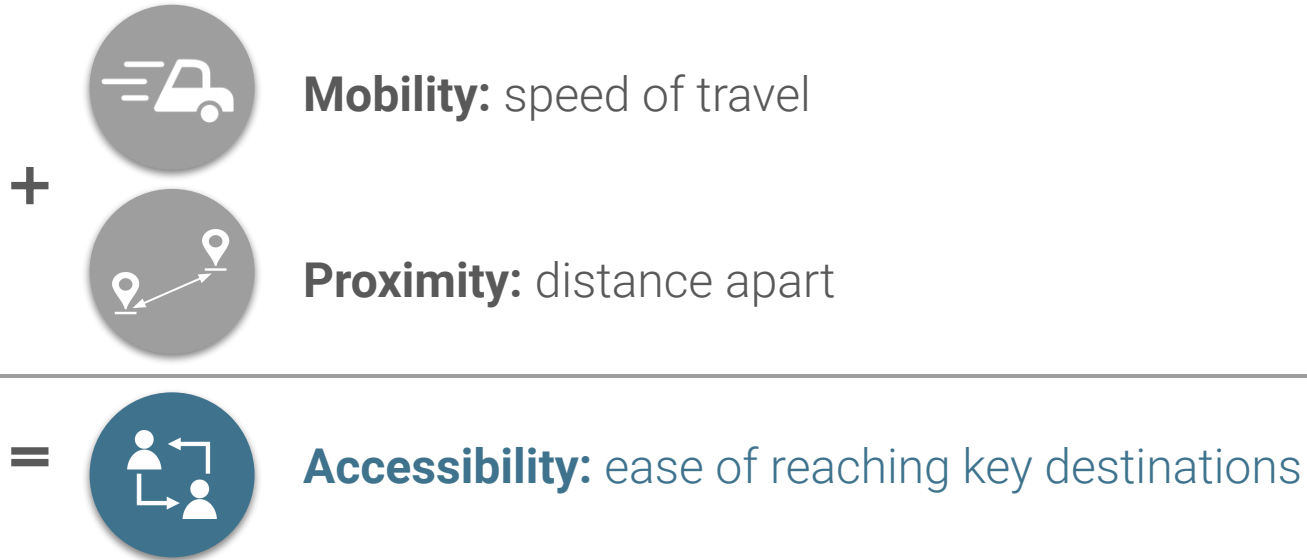 Mobility: speed of travel
+
Proximity: distance apart
=
Accessibility: ease of reaching key destinations